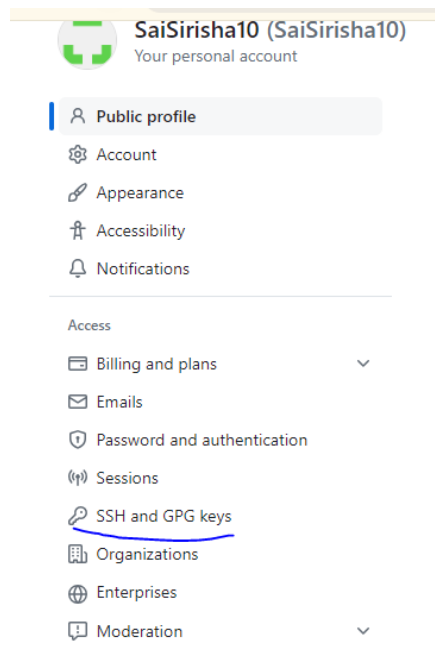 SaiSirisha10 (SaiSirisha10)
Your personal account
Public profile
Account
Appearance
Accessibility
Notifications
Access
Billing and plans
Emails
Password and authentication
Sessions
SSH and GPG keys
Organizations
Enterprises
Moderation